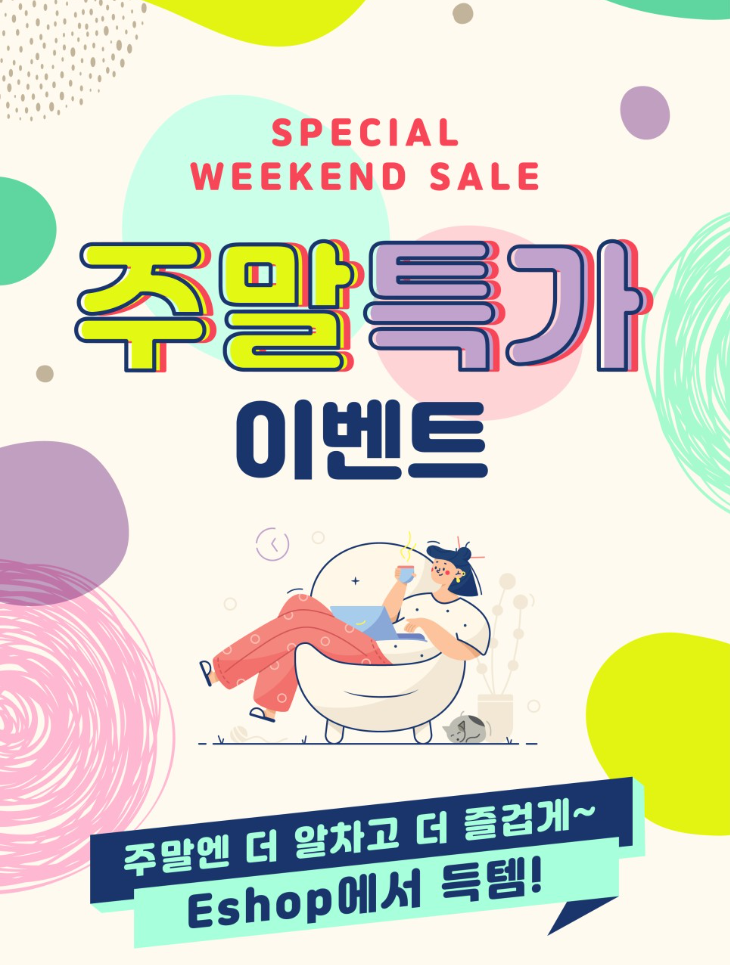 SPECIAL
WEEKEND SALE
주말특가
이벤트
주말엔 더 알차고 더 즐겁게~
Eshop에서 득템!